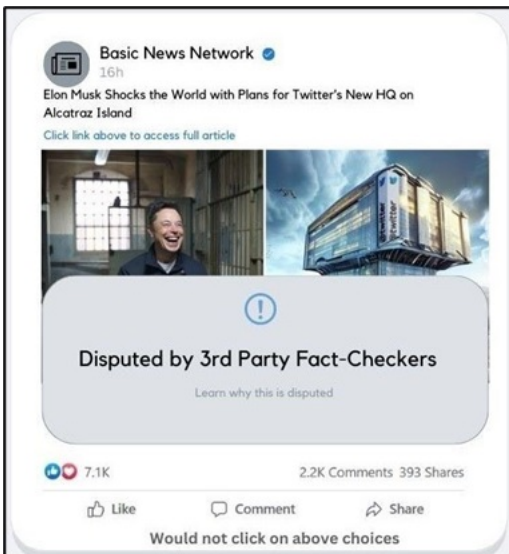 Basic News Network
16h
Elon Musk Shocks the World with Plans for Twitter's New HQ on
Alcatraz Island
Click link above to access full article
twitter
Disputed by 3rd Party Fact-Checkers
Learn why this is disputed
7.1K
2.2K Comments 393 Shares
Like
Comment
Share
Would not click on above choices